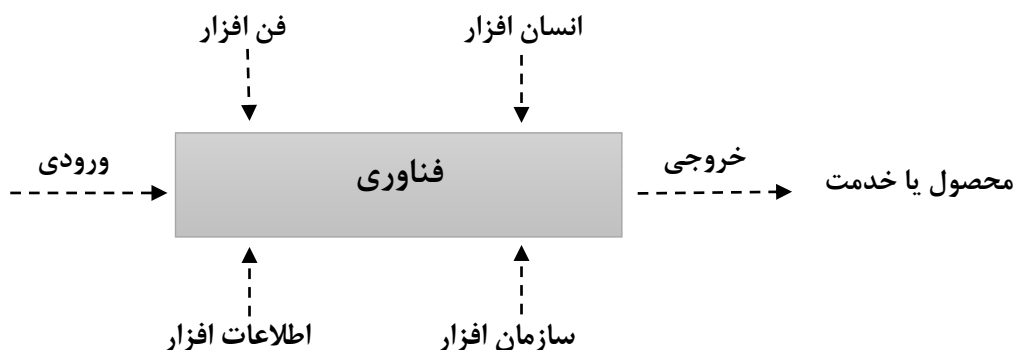 انسان افزار
فن افزار
ورودی
فناوری
خروجی
محصول یا خدمت
سازمان افزار
اطلاعات افزار